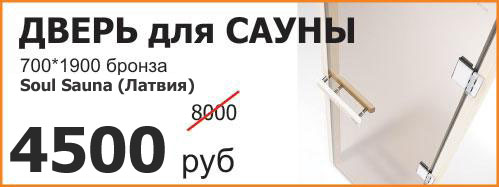 ДВЕРЬ для САУНЫ
700*1900 бронза
Soul Sauna (Латвия)
8000
4500 руб